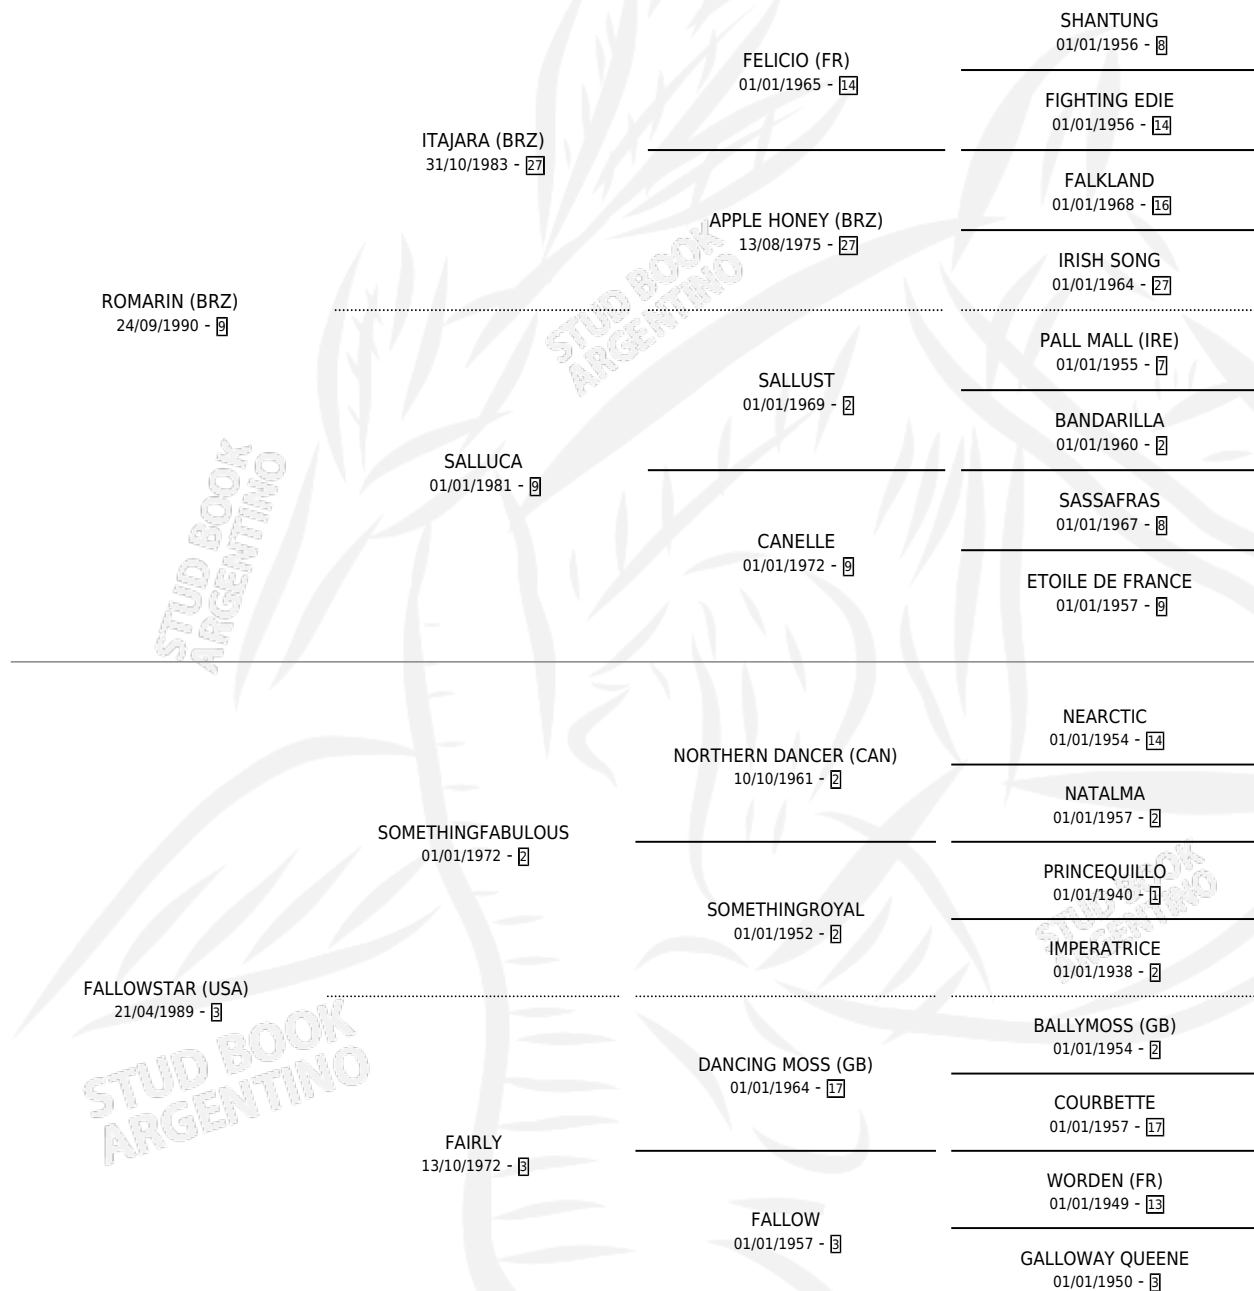 SHANTUNG
01/01/1956 - 8
FELICIO (FR)
01/01/1965 - 14
FIGHTING EDIE
01/01/1956 - 14
ITAJARA (BRZ)
31/10/1983 - 27
FALKLAND
01/01/1968 - 16
APPLE HONEY (BRZ)
13/08/1975 - 27
IRISH SONG
01/01/1964 - 27
ROMARIN (BRZ)
24/09/1990 - 9
STUD BOOK
ARGENTINO
PALL MALL (IRE)
01/01/1955 - 7
SALLUST
01/01/1969 - 2
BANDARILLA
01/01/1960 - 2
SALLUCA
01/01/1981 - 9
SASSAFRAS
01/01/1967 - 8
CANELLE
01/01/1972 - 9
ETOILE DE FRANCE
01/01/1957 - 9
STUD BOOK
ARGENTINO
NEARCTIC
01/01/1954 - 14
NORTHERN DANCER (CAN)
10/10/1961 - 2
NATALMA
01/01/1957 - 2
SOMETHINGFABULOUS
01/01/1972 - 2
PRINCEQUILLO
01/01/1940 - 1
SOMETHINGROYAL
01/01/1952 - 2
STUD BOOK
ARGENTINO
IMPERATRICE
01/01/1938 - 2
FALLOWSTAR (USA)
21/04/1989 - 3
STUD BOOK
ARGENTINO
BALLYMOSS (GB)
01/01/1954 - 2
DANCING MOSS (GB)
01/01/1964 - 17
COURBETTE
01/01/1957 - 17
FAIRLY
13/10/1972 - 3
WORDEN (FR)
01/01/1949 - 13
FALLOW
01/01/1957 - 3
GALLOWAY QUEENE
01/01/1950 - 3